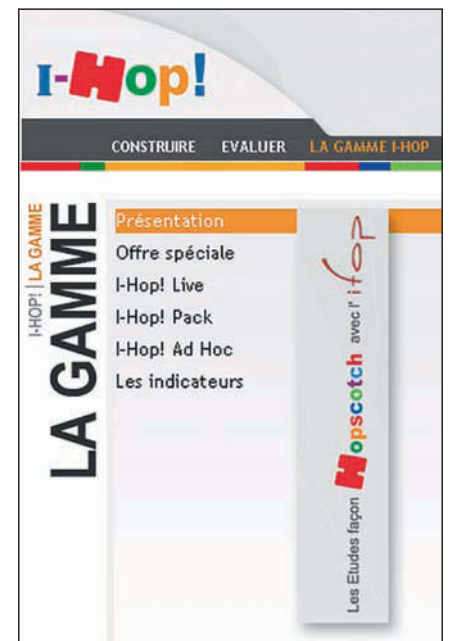 I-Hop!
CONSTRUIRE EVALUER LA GAMME I-HOP
I-HOP! | LA GAMME
LA GAMME
Présentation
Offre spéciale
I-Hop! Live
I-Hop! Pack
I-Hop! Ad Hoc
Les indicateurs
Les Etudes façon Hopscotch avec l' ifop